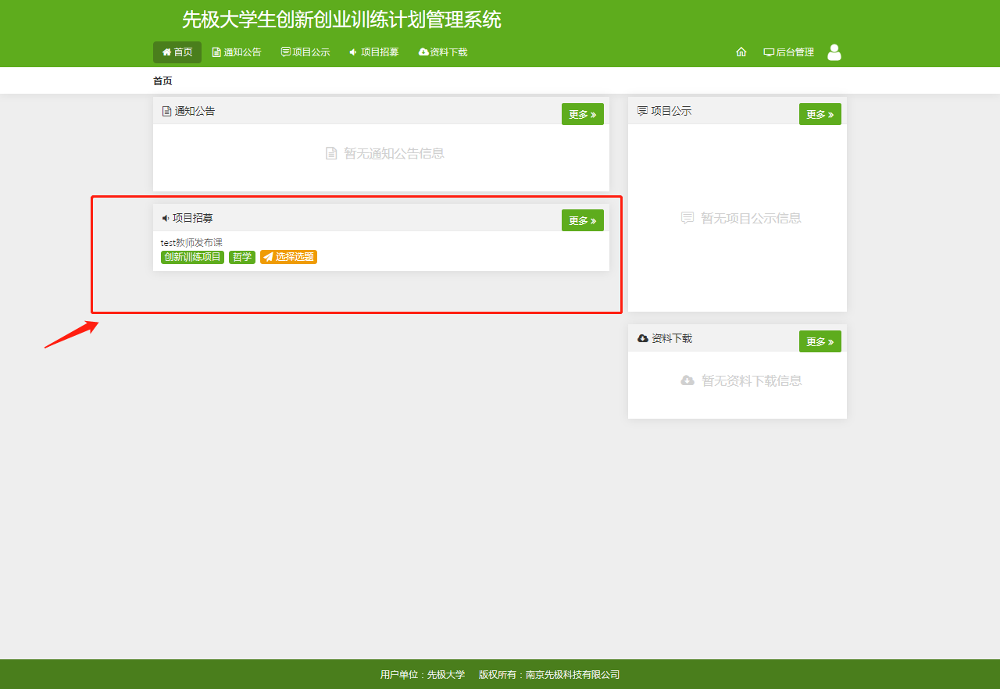 先极大学生创新创业训练计划管理系统
首页 通知公告 项目公示 项目招募 资料下载 后台管理
首页
通知公告 更多
暂无通知公告信息
项目招募 更多
test教师发布课
创新训练项目 哲学 选择选题
项目公示 更多
暂无项目公示信息
资料下载 更多
暂无资料下载信息
用户单位：先极大学 版权所有：南京先极科技有限公司